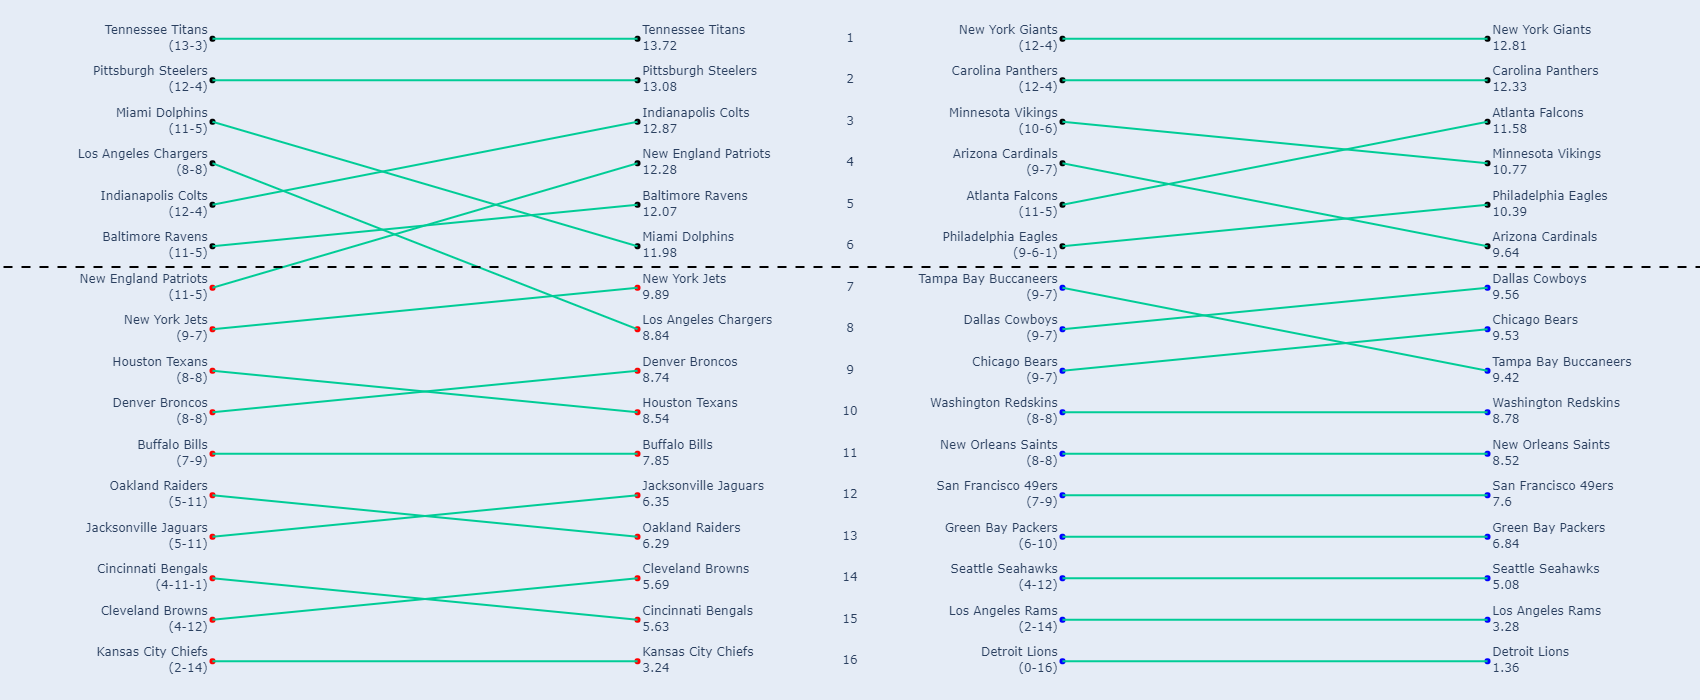 Tennessee Titans
(13-3)
Tennessee Titans
13.72
1
New York Giants
(12-4)
New York Giants
12.81
Pittsburgh Steelers
(12-4)
Pittsburgh Steelers
13.08
2
Carolina Panthers
(12-4)
Carolina Panthers
12.33
Miami Dolphins
(11-5)
Indianapolis Colts
12.87
3
Minnesota Vikings
(10-6)
Atlanta Falcons
11.58
Los Angeles Chargers
(8-8)
New England Patriots
12.28
4
Arizona Cardinals
(9-7)
Minnesota Vikings
10.77
Indianapolis Colts
(12-4)
Baltimore Ravens
12.07
5
Atlanta Falcons
(11-5)
Philadelphia Eagles
10.39
Baltimore Ravens
(11-5)
Miami Dolphins
11.98
6
Philadelphia Eagles
(9-6-1)
Arizona Cardinals
9.64
New England Patriots
(11-5)
New York Jets
9.89
7
Tampa Bay Buccaneers
(9-7)
Dallas Cowboys
9.56
New York Jets
(9-7)
Los Angeles Chargers
8.84
8
Dallas Cowboys
(9-7)
Chicago Bears
9.53
Houston Texans
(8-8)
Denver Broncos
8.74
9
Chicago Bears
(9-7)
Tampa Bay Buccaneers
9.42
Denver Broncos
(8-8)
Houston Texans
8.54
10
Washington Redskins
(8-8)
Washington Redskins
8.78
Buffalo Bills
(7-9)
Buffalo Bills
7.85
11
New Orleans Saints
(8-8)
New Orleans Saints
8.52
Oakland Raiders
(5-11)
Jacksonville Jaguars
6.35
12
San Francisco 49ers
(7-9)
San Francisco 49ers
7.6
Jacksonville Jaguars
(5-11)
Oakland Raiders
6.29
13
Green Bay Packers
(6-10)
Green Bay Packers
6.84
Cincinnati Bengals
(4-11-1)
Cleveland Browns
5.69
14
Seattle Seahawks
(4-12)
Seattle Seahawks
5.08
Cleveland Browns
(4-12)
Cincinnati Bengals
5.63
15
Los Angeles Rams
(2-14)
Los Angeles Rams
3.28
Kansas City Chiefs
(2-14)
Kansas City Chiefs
3.24
16
Detroit Lions
(0-16)
Detroit Lions
1.36